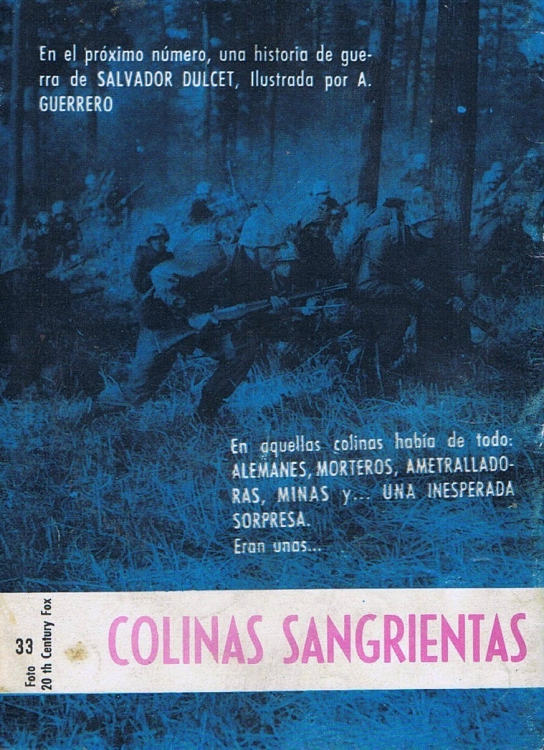 En el próximo número, una historia de gue-
rra de SALVADOR DULCET, Ilustrada por A.
GUERRERO
En aquellas colinas había de todo:
ALEMANES, MORTEROS, AMETRALLADO-
RAS, MINAS y... UNA INESPERADA
SORPRESA.
Eran unas...
33
Foto
20 th Century Fox
COLINAS SANGRIENTAS